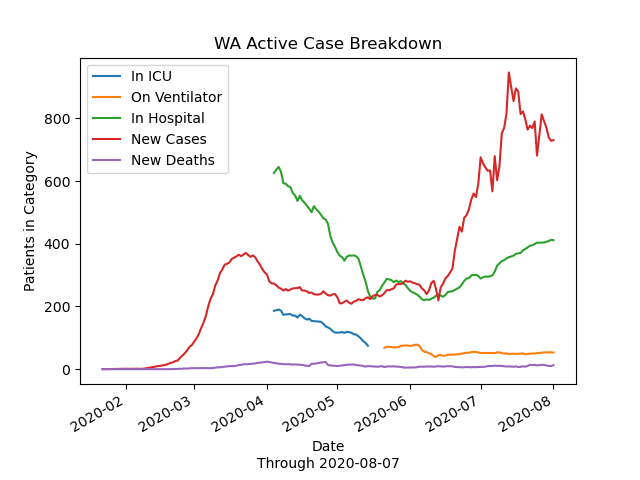 WA Active Case Breakdown
In ICU
On Ventilator
In Hospital
New Cases
New Deaths
Patients in Category
800
600
400
200
0
2020-02
2020-03
2020-04
2020-05
2020-06
2020-07
2020-08
Date
Through 2020-08-07